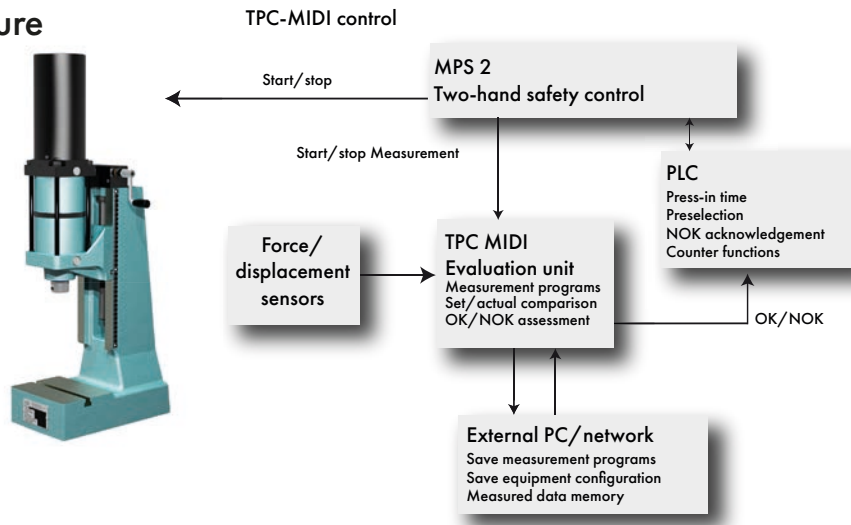 ure
TPC-MIDI control
Start/stop
MPS 2
Two-hand safety control
Start/stop Measurement
PLC
Press-in time
Preselection
NOK acknowledgement
Counter functions
Force/
displacement
sensors
TPC MIDI
Evaluation unit
Measurement programs
Set/actual comparison
OK/NOK assessment
OK/NOK
External PC/network
Save measurement programs
Save equipment configuration
Measured data memory